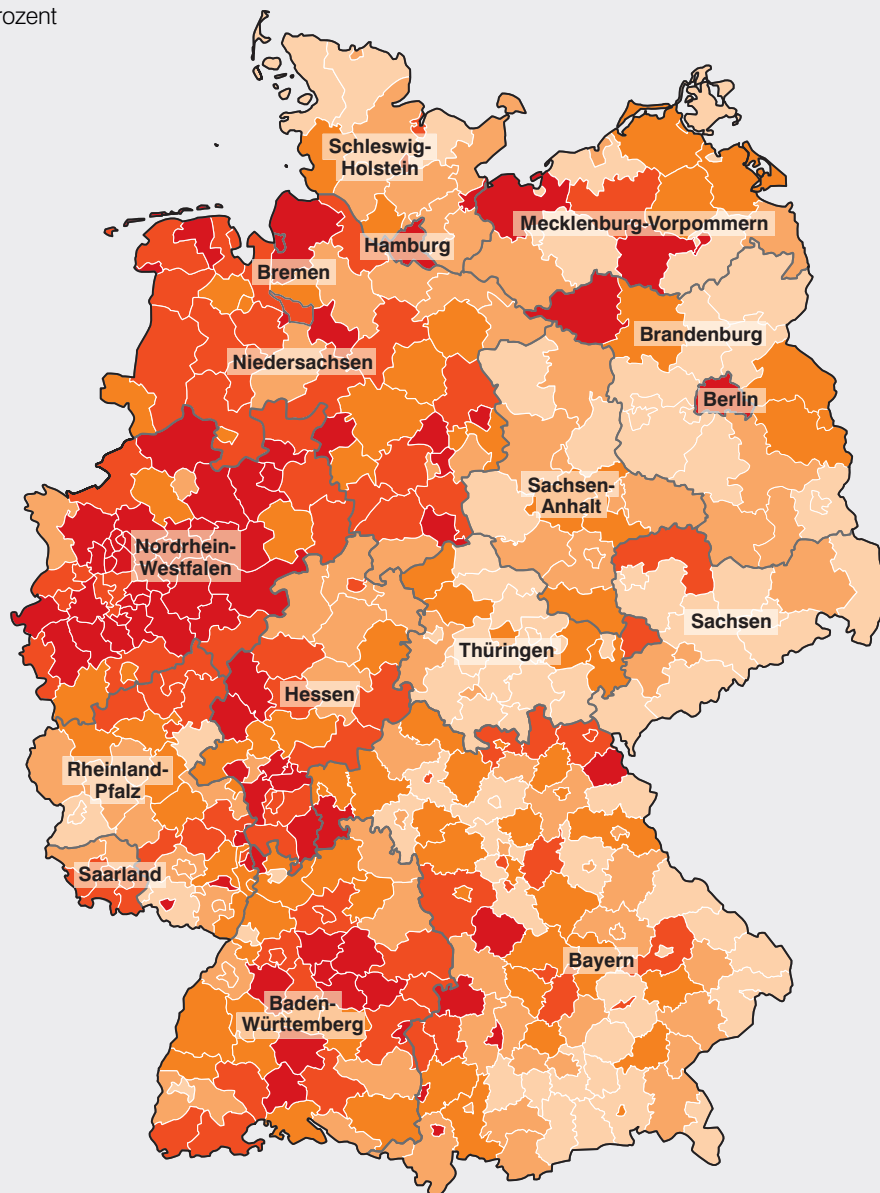 Schleswig-
Holstein
Mecklenburg-Vorpommern
Hamburg
Bremen
Brandenburg
Niedersachsen
Berlin
Sachsen-
Anhalt
Nordrhein-
Westfalen
Sachsen
Thüringen
Hessen
Rheinland-
Pfalz
Saarland
Bayern
Baden-
Württemberg